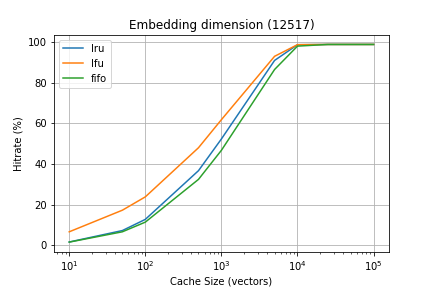 Embedding dimension (12517)
lru
lfu
fifo
Hitrate (%)
100
80
60
40
20
0
10¹
10²
10³
10⁴
10⁵
Cache Size (vectors)